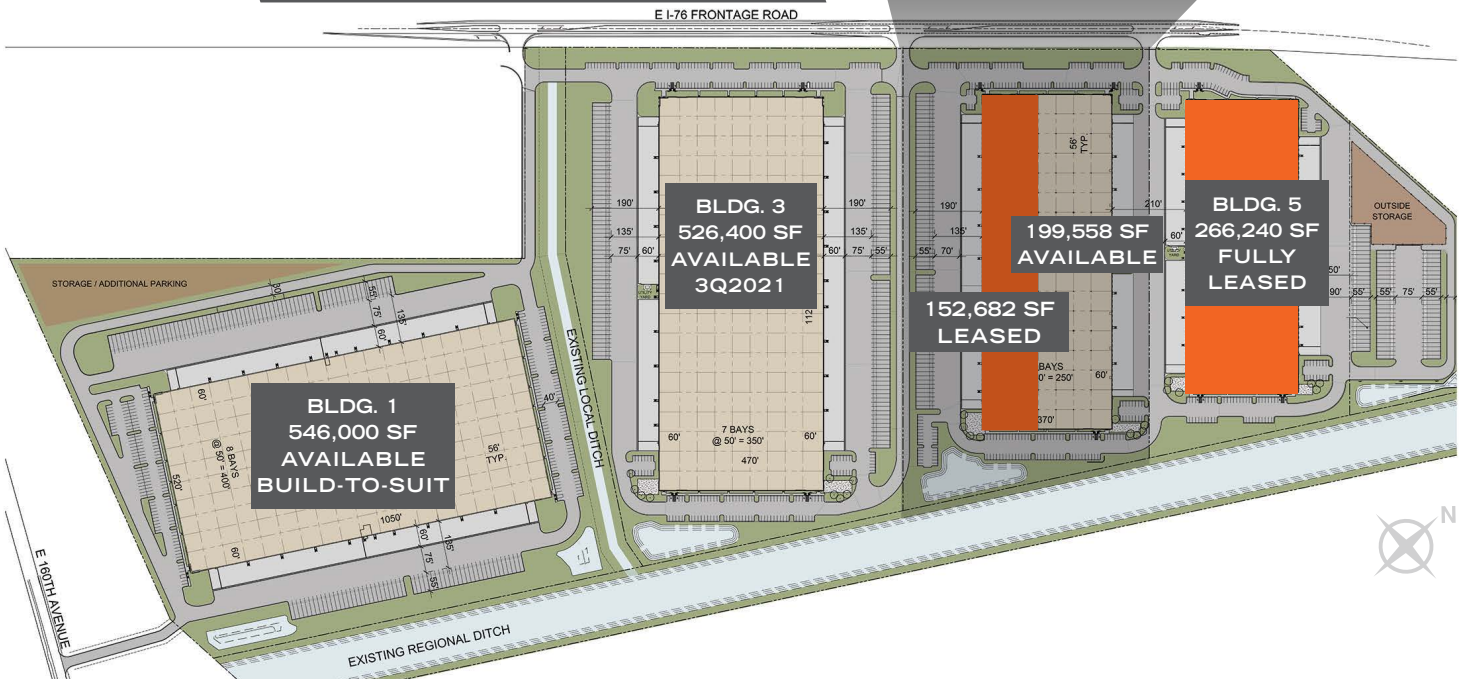 E I-76 FRONTAGE ROAD
STORAGE / ADDITIONAL PARKING
30'
55'
75'
135'
60'
BLDG. 1
546,000 SF
AVAILABLE
BUILD-TO-SUIT
60'
8 BAYS
@ 50' = 400'
520'
60'
56'
TYP.
40'
1050'
60'
75'
55'
135'
E 160TH AVENUE
EXISTING LOCAL DITCH
EXISTING REGIONAL DITCH
190'
135'
75'
60'
BLDG. 3
526,400 SF
AVAILABLE
3Q2021
190'
135'
60'
75'
55'
112
60'
7 BAYS
@ 50' = 350'
60'
470'
190'
135'
55'
70'
56'
TYP.
199,558 SF
AVAILABLE
152,682 SF
LEASED
BAYS
0' = 250'
60'
370'
210'
60'
BLDG. 5
266,240 SF
FULLY
LEASED
50'
90'
55'
55'
75'
55'
OUTSIDE
STORAGE
N